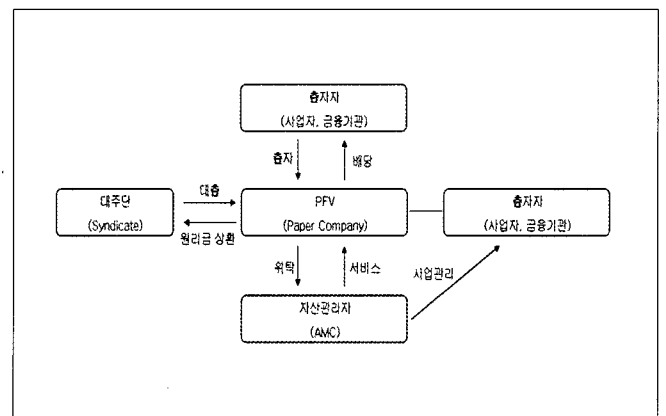 출자자
(사업자, 금융기관)
출자
배당
대주단
(Syndicate)
대출
원리금 상환
PFV
(Paper Company)
출자자
(사업자, 금융기관)
위탁
서비스
사업관리
자산관리자
(AMC)